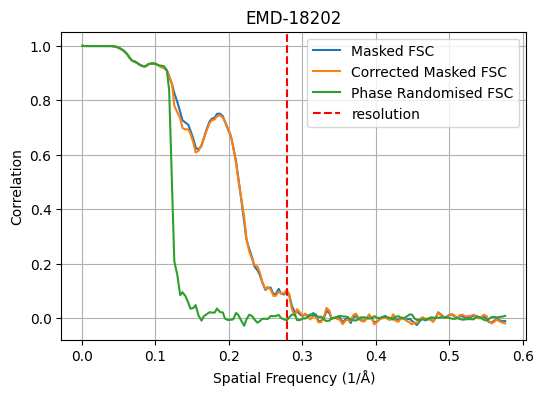 EMD-18202
Masked FSC
Corrected Masked FSC
Phase Randomised FSC
resolution
Correlation
1.0
0.8
0.6
0.4
0.2
0.0
0.0 0.1 0.2 0.3 0.4 0.5 0.6
Spatial Frequency (1/Å)